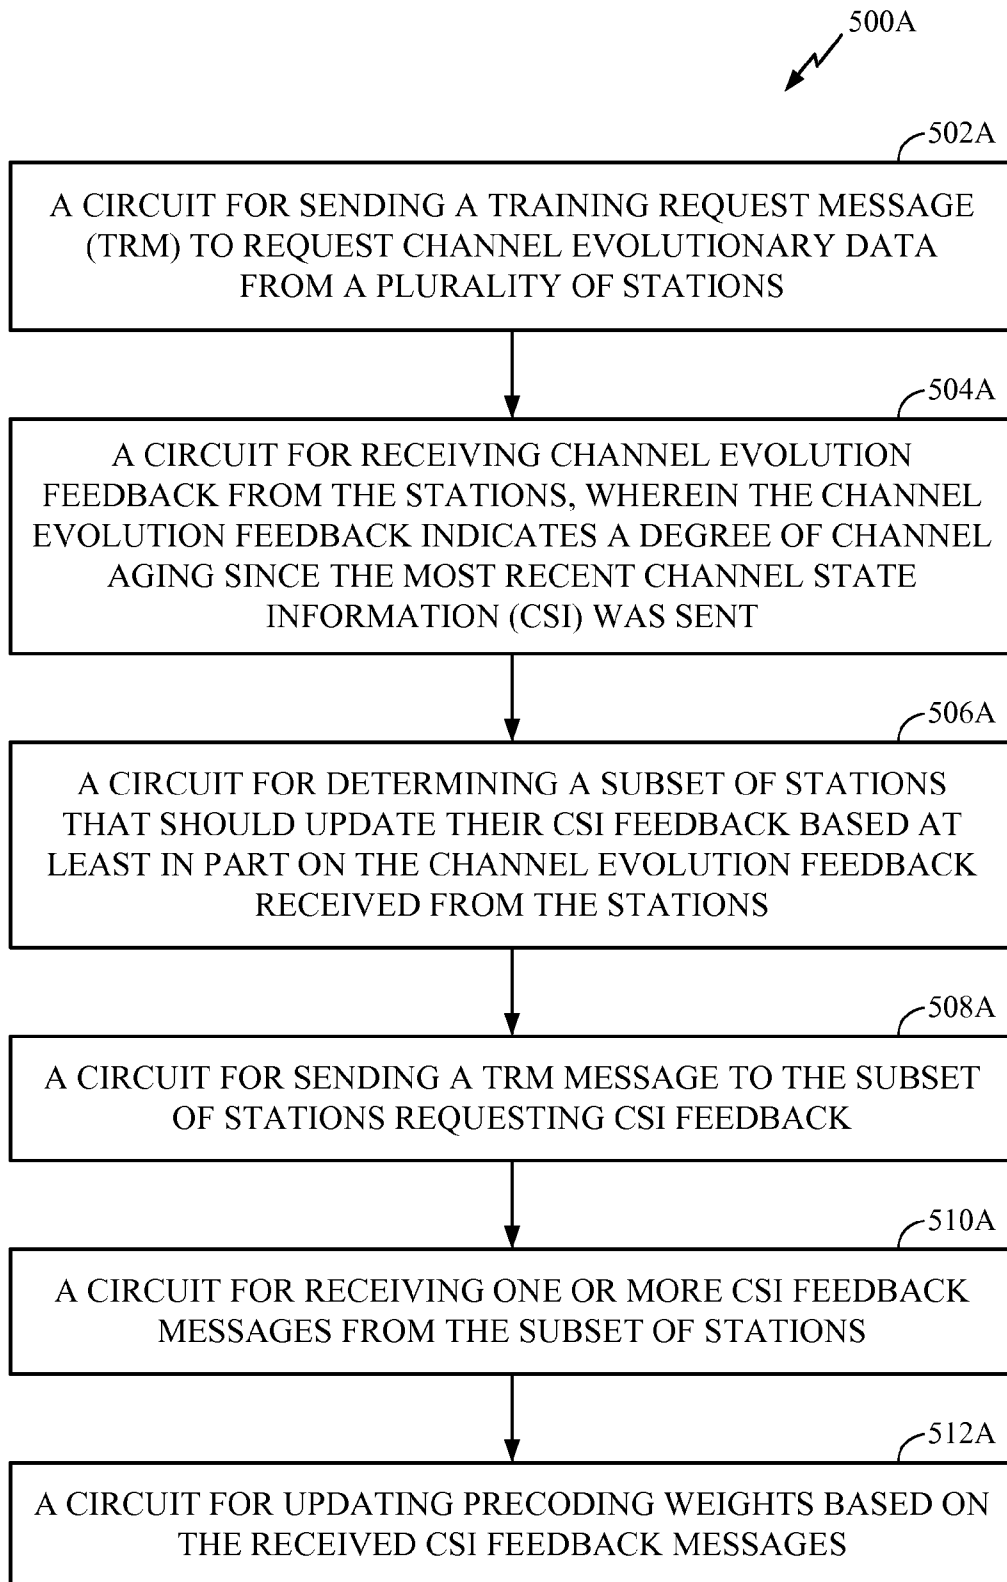 500A
502A
A CIRCUIT FOR SENDING A TRAINING REQUEST MESSAGE
(TRM) TO REQUEST CHANNEL EVOLUTIONARY DATA
FROM A PLURALITY OF STATIONS
504A
A CIRCUIT FOR RECEIVING CHANNEL EVOLUTION
FEEDBACK FROM THE STATIONS, WHEREIN THE CHANNEL
EVOLUTION FEEDBACK INDICATES A DEGREE OF CHANNEL
AGING SINCE THE MOST RECENT CHANNEL STATE
INFORMATION (CSI) WAS SENT
506A
A CIRCUIT FOR DETERMINING A SUBSET OF STATIONS
THAT SHOULD UPDATE THEIR CSI FEEDBACK BASED AT
LEAST IN PART ON THE CHANNEL EVOLUTION FEEDBACK
RECEIVED FROM THE STATIONS
508A
A CIRCUIT FOR SENDING A TRM MESSAGE TO THE SUBSET
OF STATIONS REQUESTING CSI FEEDBACK
510A
A CIRCUIT FOR RECEIVING ONE OR MORE CSI FEEDBACK
MESSAGES FROM THE SUBSET OF STATIONS
512A
A CIRCUIT FOR UPDATING PRECODING WEIGHTS BASED ON
THE RECEIVED CSI FEEDBACK MESSAGES